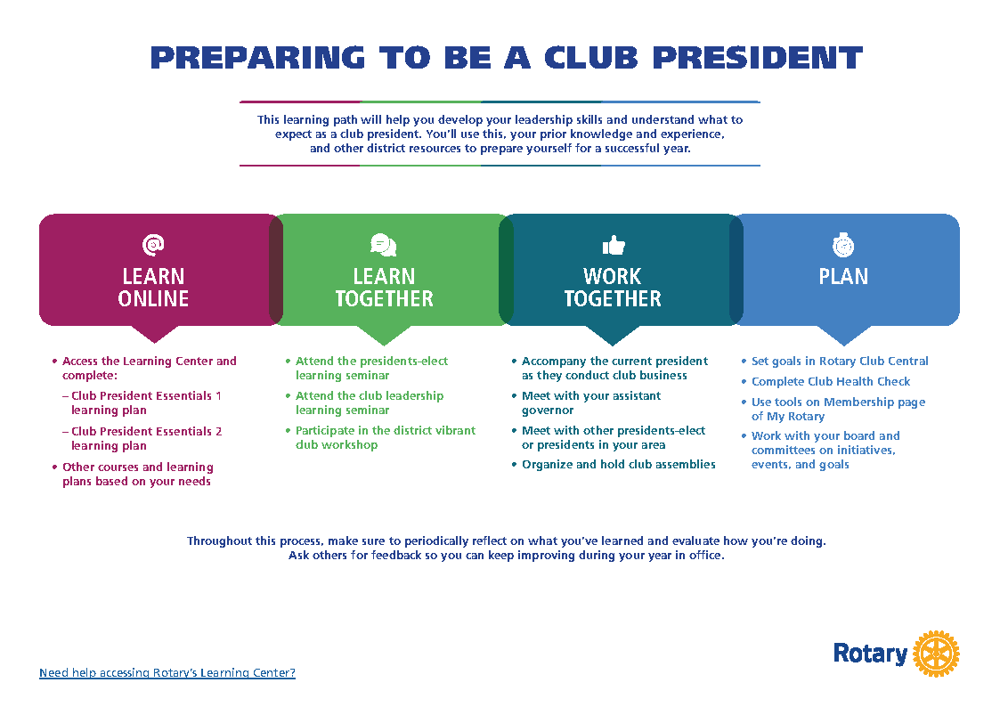 PREPARING TO BE A CLUB PRESIDENT
This learning path will help you develop your leadership skills and understand what to
expect as a club president. You'll use this, your prior knowledge and experience,
and other district resources to prepare yourself for a successful year.
LEARN
ONLINE
• Access the Learning Center and
complete:
– Club President Essentials 1
learning plan
– Club President Essentials 2
learning plan
• Other courses and learning
plans based on your needs
LEARN
TOGETHER
• Attend the presidents-elect
learning seminar
• Attend the club leadership
learning seminar
• Participate in the district vibrant
club workshop
WORK
TOGETHER
• Accompany the current president
as they conduct club business
• Meet with your assistant
governor
• Meet with other presidents-elect
or presidents in your area
• Organize and hold club assemblies
PLAN
• Set goals in Rotary Club Central
• Complete Club Health Check
• Use tools on Membership page
of My Rotary
• Work with your board and
committees on initiatives,
events, and goals
Throughout this process, make sure to periodically reflect on what you've learned and evaluate how you're doing.
Ask others for feedback so you can keep improving during your year in office.
Need help accessing Rotary's Learning Center?
Rotary